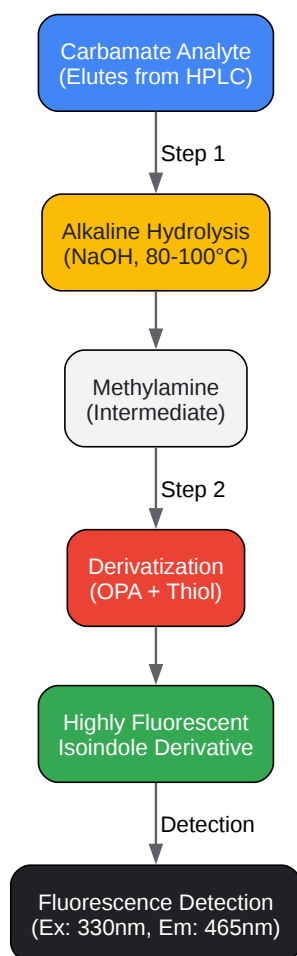 Carbamate Analyte
(Elutes from HPLC)
Step 1
Alkaline Hydrolysis
(NaOH, 80-100°C)
Methylamine
(Intermediate)
Step 2
Derivatization
(OPA + Thiol)
Highly Fluorescent
Isoindole Derivative
Detection
Fluorescence Detection
(Ex: 330nm, Em: 465nm)